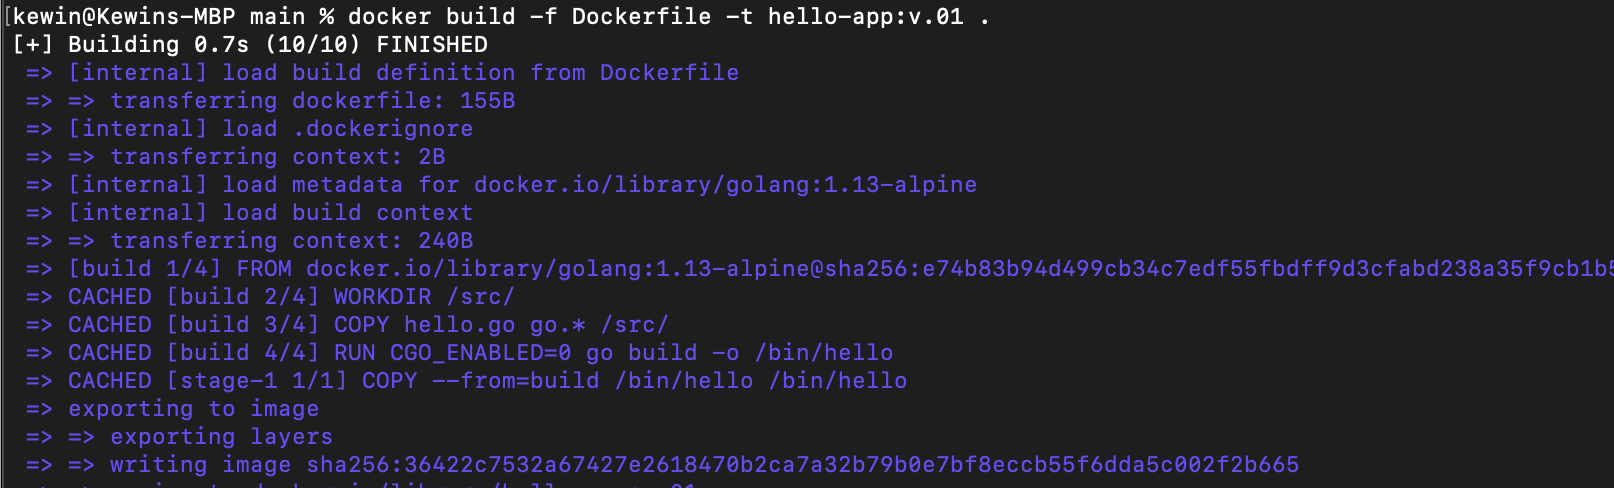 [kewin@Kewins-MBP main % docker build -f Dockerfile -t hello-app:v.01 .
[+] Building 0.7s (10/10) FINISHED
=> [internal] load build definition from Dockerfile
=> => transferring dockerfile: 155B
=> [internal] load .dockerignore
=> => transferring context: 2B
=> [internal] load metadata for docker.io/library/golang:1.13-alpine
=> [internal] load build context
=> => transferring context: 240B
=> [build 1/4] FROM docker.io/library/golang:1.13-alpine@sha256:e74b83b94d499cb34c7edf55fbdff9d3cfabd238a35f9cb1b5
=> CACHED [build 2/4] WORKDIR /src/
=> CACHED [build 3/4] COPY hello.go go.* /src/
=> CACHED [build 4/4] RUN CGO_ENABLED=0 go build -o /bin/hello
=> CACHED [stage-1 1/1] COPY --from=build /bin/hello /bin/hello
=> exporting to image
=> => exporting layers
=> => writing image sha256:36422c7532a67427e2618470b2ca7a32b79b0e7bf8eccb55f6dda5c002f2b665